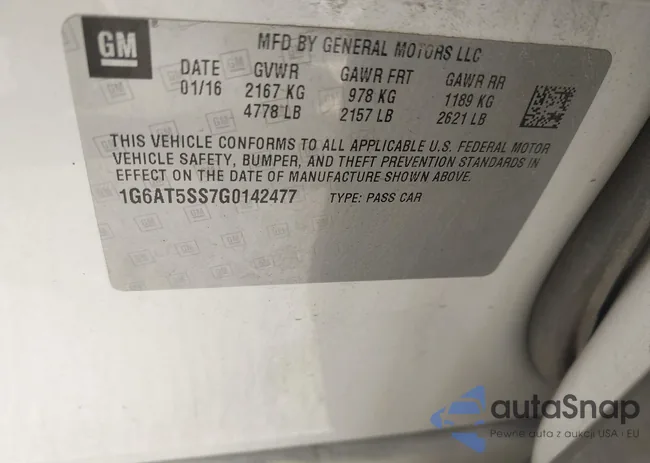 GM
MFD BY GENERAL MOTORS LLC
DATE GVWR GAWR FRT GAWR RR
01/16 2167 KG 978 KG 1189 KG
4778 LB 2157 LB 2621 LB
THIS VEHICLE CONFORMS TO ALL APPLICABLE U.S. FEDERAL MOTOR
VEHICLE SAFETY, BUMPER, AND THEFT PREVENTION STANDARDS IN
EFFECT ON THE DATE OF MANUFACTURE SHOWN ABOVE.
1G6AT5SS7G0142477 TYPE: PASS CAR
autaSnap
Pewne auta z aukcji USA · EU